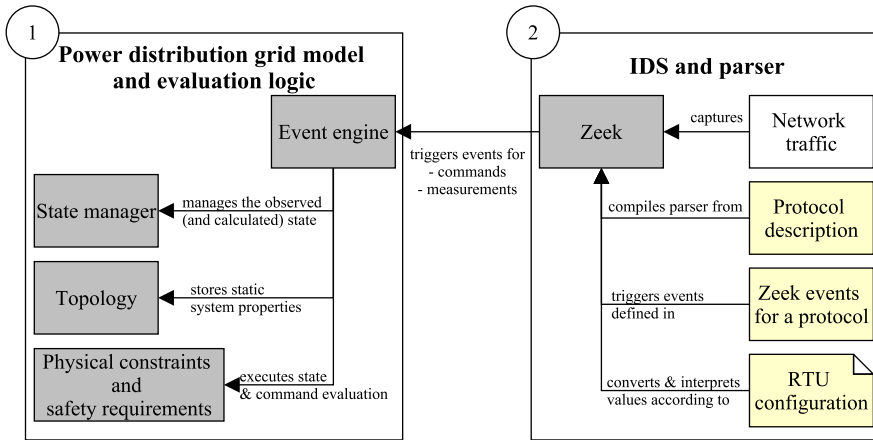 1
Power distribution grid model
and evaluation logic
Event engine
State manager
manages the observed
(and calculated) state
Topology
stores static
system properties
Physical constraints
and
safety requirements
executes state
& command evaluation
triggers events for
- commands
- measurements
2
IDS and parser
Zeek
captures
Network
traffic
compiles parser from
Protocol
description
triggers events
defined in
Zeek events
for a protocol
converts & interprets
values according to
RTU
configuration